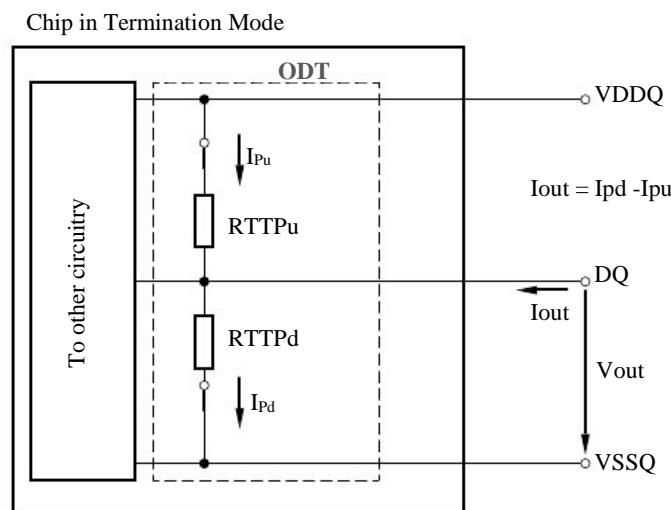 Chip in Termination Mode
ODT
VDDQ
IPu
Iout = Ipd -Ipu
RTTPu
To other circuitry
DQ
Iout
RTTPd
Vout
IPd
VSSQ